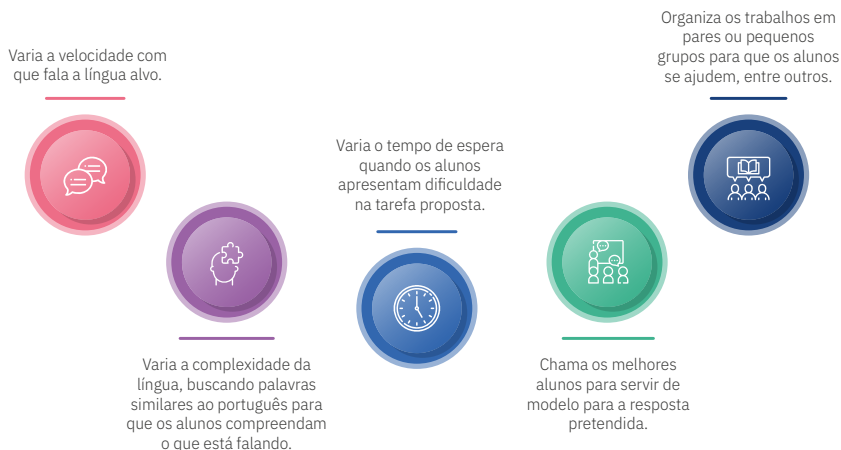 Varia a velocidade com
que fala a língua alvo.
Varia a complexidade da
língua, buscando palavras
similares ao português para
que os alunos compreendam
o que está falando.
Varia o tempo de espera
quando os alunos
apresentam dificuldade
na tarefa proposta.
Chama os melhores
alunos para servir de
modelo para a resposta
pretendida.
Organiza os trabalhos em
pares ou pequenos
grupos para que os alunos
se ajudem, entre outros.